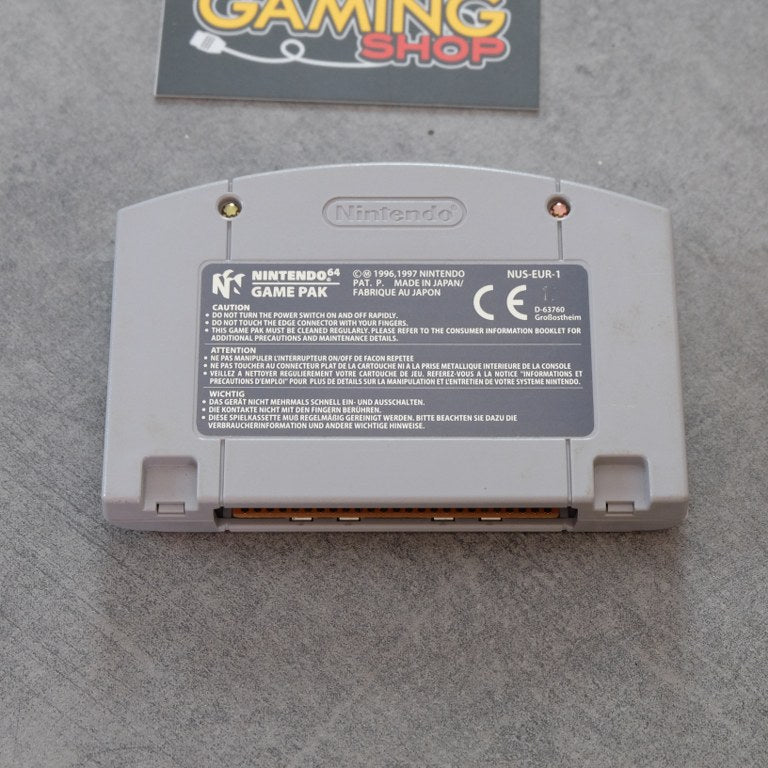 GAMING
SHOP
Nintendo®
NINTENDO®64
GAME PAK
©Ⓜ 1996,1997 NINTENDO
PAT. P. MADE IN JAPAN/
FABRIQUE AU JAPON
NUS-EUR-1
CE
D-63760
Großostheim
CAUTION
• DO NOT TURN THE POWER SWITCH ON AND OFF RAPIDLY.
• DO NOT TOUCH THE EDGE CONNECTOR WITH YOUR FINGERS.
• THIS GAME PAK MUST BE CLEANED REGULARLY. PLEASE REFER TO THE CONSUMER INFORMATION BOOKLET FOR
ADDITIONAL PRECAUTIONS AND MAINTENANCE DETAILS.
ATTENTION
• NE PAS MANIPULER L'INTERRUPTEUR ON/OFF DE FACON REPETEE
• NE PAS TOUCHER AU CONNECTEUR PLAT DE LA CARTOUCHE NI A LA PRISE METALLIQUE INTERIEURE DE LA CONSOLE
• VEILLEZ A NETTOYER REGULIEREMENT VOTRE CARTOUCHE DE JEU. REFEREZ-VOUS A LA NOTICE "INFORMATIONS ET
PRECAUTIONS D'EMPLOI" POUR PLUS DE DETAILS SUR LA MANIPULATION ET L'ENTRETIEN DE VOTRE SYSTEME NINTENDO.
WICHTIG
• DAS GERÄT NICHT MEHRMALS SCHNELL EIN- UND AUSSCHALTEN.
• DIE KONTAKTE NICHT MIT DEN FINGERN BERÜHREN.
• DIESE SPIELKASSETTE MUß REGELMÄßIG GEREINIGT WERDEN. BITTE BEACHTEN SIE DAZU DIE
VERBRAUCHERINFORMATION UND ANDERE WICHTIGE HINWEISE.